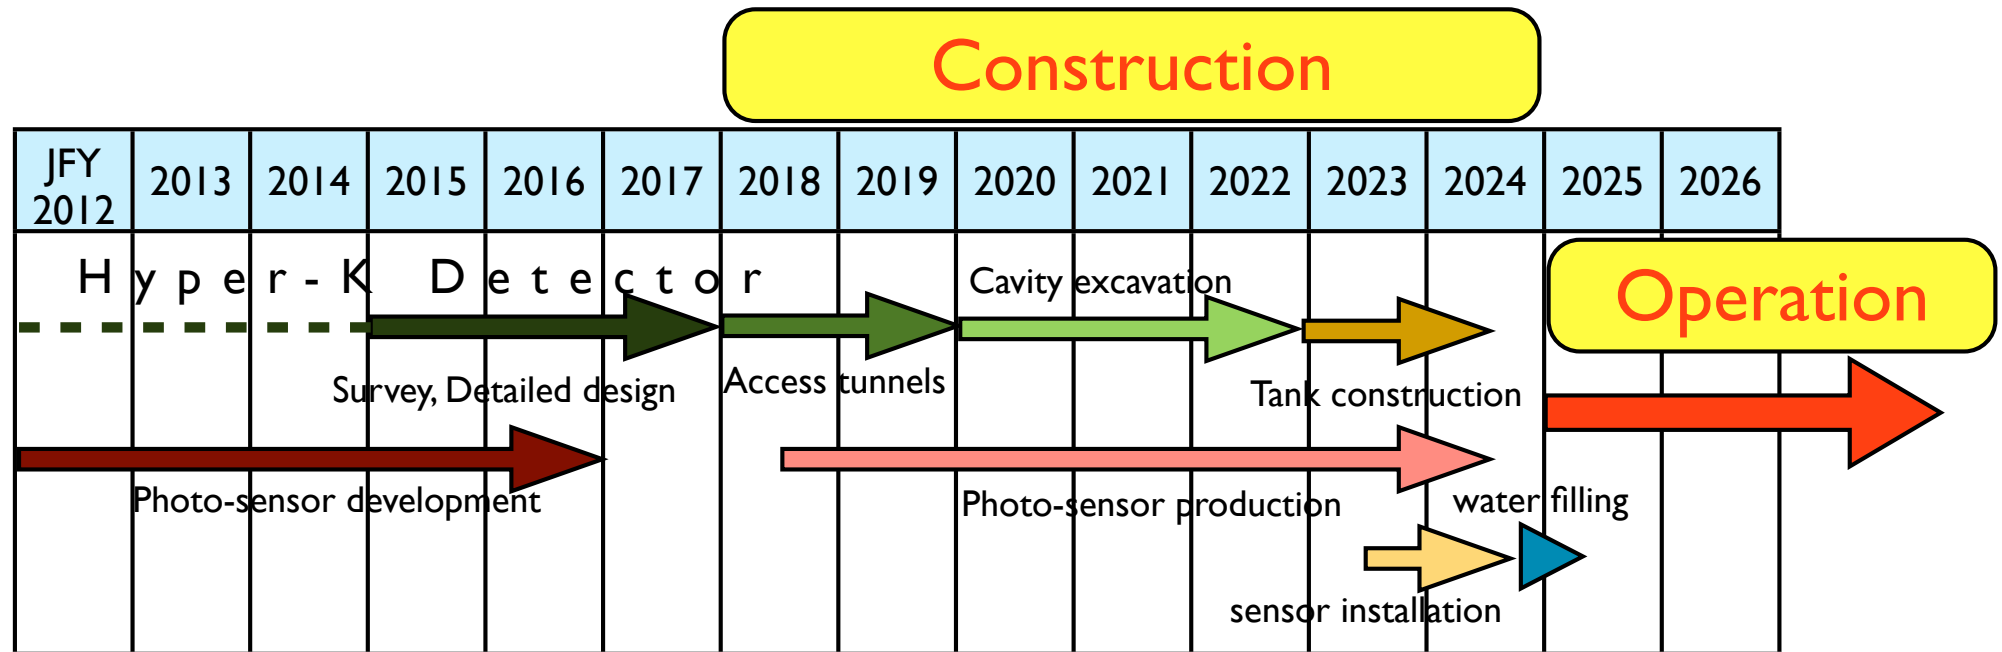 Construction
JFY
2012
2013
2014
2015
2016
2017
2018
2019
2020
2021
2022
2023
2024
2025
2026
Hyper-K Detector
Cavity excavation
Operation
Survey, Detailed design
Access tunnels
Tank construction
Photo-sensor development
Photo-sensor production
water filling
sensor installation